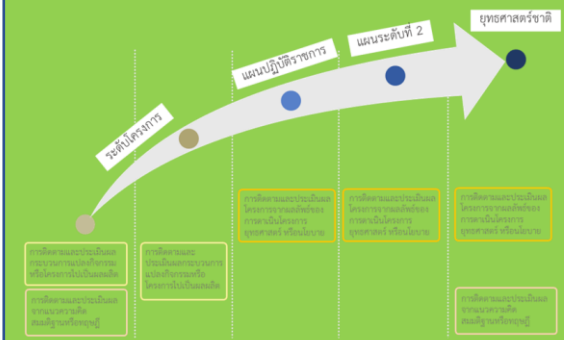 ยุทธศาสตร์ชาติ
แผนระดับที่ 2
แผนปฏิบัติราชการ
ระดับโครงการ
การติดตามและประเมินผล
กระบวนการแปลงกิจกรรม
หรือโครงการไปเป็นผลผลิต
การติดตามและประเมินผล
จากแนวความคิด
สมมติฐานหรือทฤษฎี
การติดตามและ
ประเมินผลกระบวนการ
แปลงกิจกรรมหรือ
โครงการไปเป็นผลผลิต
การติดตามและประเมินผล
โครงการจากผลลัพธ์ของ
การดาเนินโครงการ
ยุทธศาสตร์ หรือนโยบาย
การติดตามและประเมินผล
โครงการจากผลลัพธ์ของ
การดาเนินโครงการ
ยุทธศาสตร์ หรือนโยบาย
การติดตามและประเมินผล
โครงการจากผลลัพธ์ของ
การดาเนินโครงการ
ยุทธศาสตร์ หรือนโยบาย
การติดตามและประเมินผล
จากแนวความคิด
สมมติฐานหรือทฤษฎี